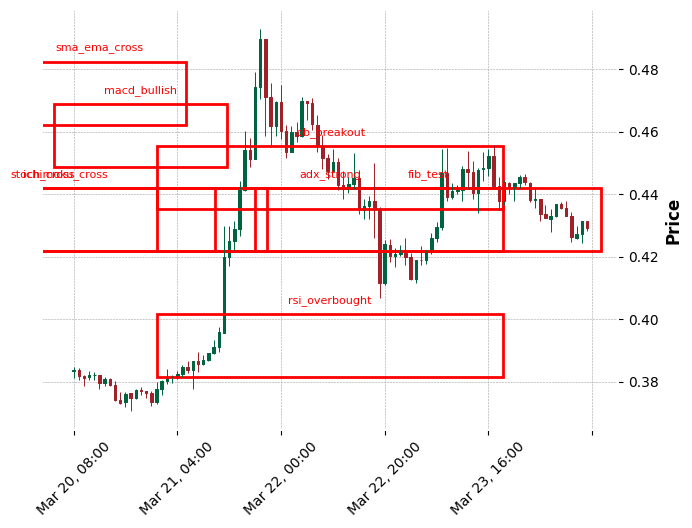 sma_ema_cross
0.48
macd_bullish
0.46
bb_breakout
stoch_cross
ichimoku_cross
adx_strong
fib_test
0.44
Price
0.42
rsi_overbought
0.40
0.38
Mar 20, 08:00
Mar 21, 04:00
Mar 22, 00:00
Mar 22, 20:00
Mar 23, 16:00